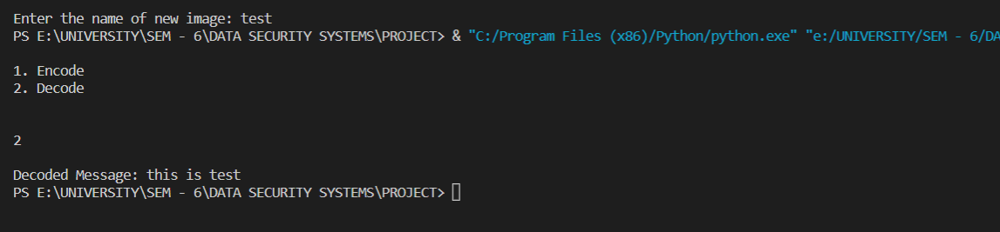 Enter the name of new image: test
PS E:\UNIVERSITY\SEM - 6\DATA SECURITY SYSTEMS\PROJECT> & "C:/Program Files (x86)/Python/python.exe" "e:/UNIVERSITY/SEM - 6/DA
1. Encode
2. Decode
2
Decoded Message: this is test
PS E:\UNIVERSITY\SEM - 6\DATA SECURITY SYSTEMS\PROJECT>